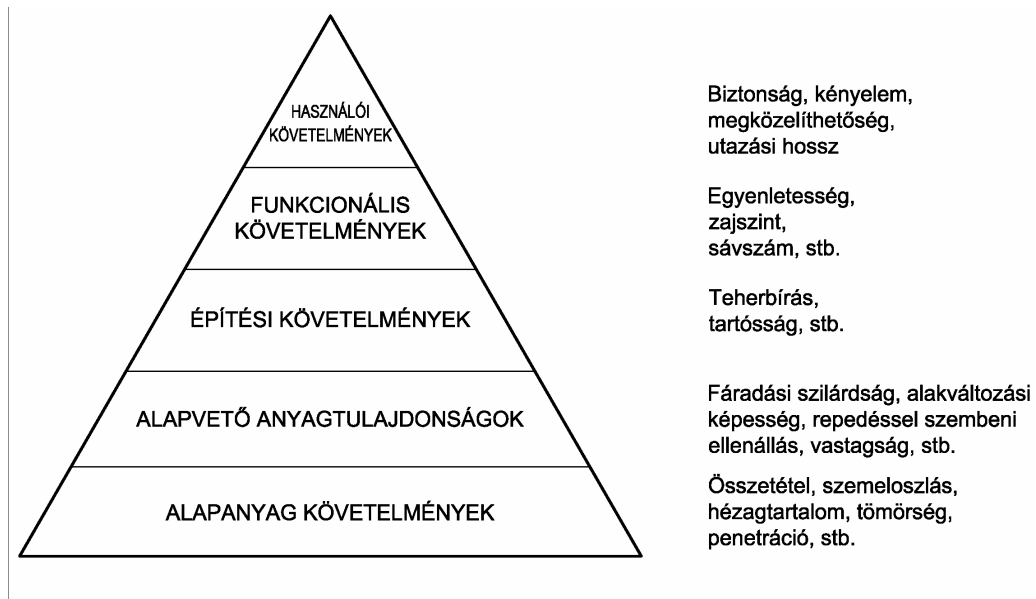 HASZNÁLÓI
KÖVETELMÉNYEK
Biztonság, kényelem,
megközelíthetőség,
utazási hossz
FUNKCIONÁLIS
KÖVETELMÉNYEK
Egyenletesség,
zajszint,
sávszám, stb.
ÉPÍTÉSI KÖVETELMÉNYEK
Teherbírás,
tartósság, stb.
ALAPVETŐ ANYAGTULAJDONSÁGOK
Fáradási szilárdság, alakváltozási
képesség, repedéssel szembeni
ellenállás, vastagság, stb.
ALAPANYAG KÖVETELMÉNYEK
Összetétel, szemeloszlás,
hézagtartalom, tömörség,
penetráció, stb.